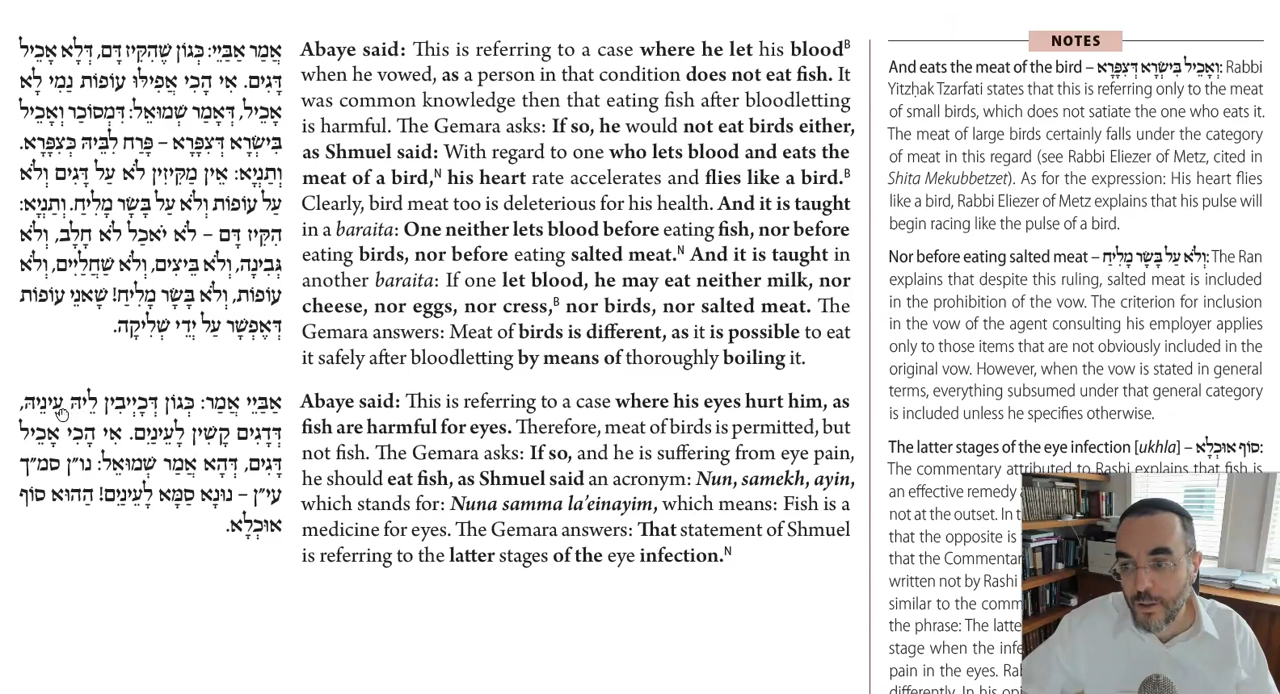 אָמַר אַבַּיֵי: כְּגוֹן שֶׁהִקִּיז דָּם, דְּלָא אָכֵיל
דָּגִים. אִי הָכִי אֲפִילּוּ עוֹפוֹת נַמִי לָא
אָכֵיל, דְּאָמַר שְׁמוּאֵל: דִּמְסוֹכַר וְאָכֵיל
בִּישְׂרָא דְּצִפְּרָא – פָּרַח לִבֵּיהּ כְּצִפְּרָא.
וְתַנְיָא: אֵין מַקִּיזִין לֹא עַל דָּגִים וְלֹא
עַל עוֹפוֹת וְלֹא עַל בָּשָׂר מָלִיחַ. וְתַנְיָא:
הִקִּיז דָּם – לֹא יֹאכַל לֹא חָלָב, וְלֹא
גְּבִינָה, וְלֹא בֵּיצִים, וְלֹא שַׁחֲלַיִים, וְלֹא
עוֹפוֹת, וְלֹא בָּשָׂר מָלִיחַ! שָׁאנֵי עוֹפוֹת
דְּאֶפְשָׁר עַל יְדֵי שְׁלִיקָה.
אַבַּיֵי אָמַר: כְּגוֹן דְּכָיְיבִין לֵיהּ עֵינֵיהּ,
דְּדָגִים קָשִׁין לָעֵינַיִם. אִי הָכִי אָכֵיל
דָּגִים, דְּהָא אָמַר שְׁמוּאֵל: נו״ן סמ״ך
עי״ן – נוּנָא סַמָּא לָעֵינַיִם! הַהוּא סוֹף
אוּכְלָא.
Abaye said: This is referring to a case where he let his bloodᴮ
when he vowed, as a person in that condition does not eat fish. It
was common knowledge then that eating fish after bloodletting
is harmful. The Gemara asks: If so, he would not eat birds either,
as Shmuel said: With regard to one who lets blood and eats the
meat of a bird,ᴺ his heart rate accelerates and flies like a bird.ᴮ
Clearly, bird meat too is deleterious for his health. And it is taught
in a baraita: One neither lets blood before eating fish, nor before
eating birds, nor before eating salted meat.ᴺ And it is taught in
another baraita: If one let blood, he may eat neither milk, nor
cheese, nor eggs, nor cress,ᴮ nor birds, nor salted meat. The
Gemara answers: Meat of birds is different, as it is possible to eat
it safely after bloodletting by means of thoroughly boiling it.
Abaye said: This is referring to a case where his eyes hurt him, as
fish are harmful for eyes. Therefore, meat of birds is permitted, but
not fish. The Gemara asks: If so, and he is suffering from eye pain,
he should eat fish, as Shmuel said an acronym: Nun, samekh, ayin,
which stands for: Nuna samma la’einayim, which means: Fish is a
medicine for eyes. The Gemara answers: That statement of Shmuel
is referring to the latter stages of the eye infection.ᴺ
NOTES
And eats the meat of the bird – וְאָכֵיל בִּישְׂרָא דְּצִפְּרָא: Rabbi
Yitzḥak Tzarfati states that this is referring only to the meat
of small birds, which does not satiate the one who eats it.
The meat of large birds certainly falls under the category
of meat in this regard (see Rabbi Eliezer of Metz, cited in
Shita Mekubbetzet). As for the expression: His heart flies
like a bird, Rabbi Eliezer of Metz explains that his pulse will
begin racing like the pulse of a bird.
Nor before eating salted meat – וְלֹא עַל בָּשָׂר מָלִיחַ: The Ran
explains that despite this ruling, salted meat is included
in the prohibition of the vow. The criterion for inclusion
in the vow of the agent consulting his employer applies
only to those items that are not obviously included in the
original vow. However, when the vow is stated in general
terms, everything subsumed under that general category
is included unless he specifies otherwise.
The latter stages of the eye infection [ukhla] – סוֹף אוּכְלָא:
The commentary attributed to Rashi explains that fish is
an effective remedy
not at the outset. In t
that the opposite is
that the Commentar
written not by Rashi
similar to the comm
the phrase: The latte
stage when the infe
pain in the eyes. Ral
differently. In his opi